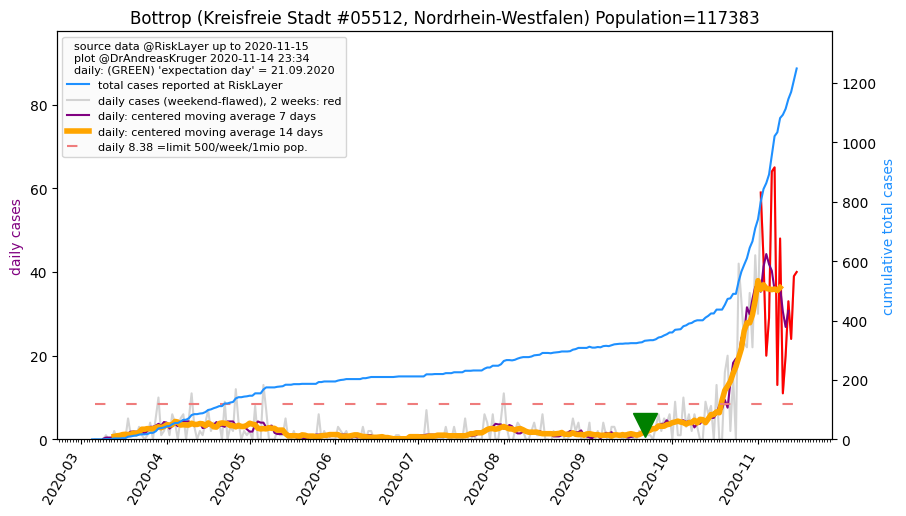 Bottrop (Kreisfreie Stadt #05512, Nordrhein-Westfalen) Population=117383
source data @RiskLayer up to 2020-11-15
plot @DrAndreasKruger 2020-11-14 23:34
daily: (GREEN) 'expectation day' = 21.09.2020
total cases reported at RiskLayer
daily cases (weekend-flawed), 2 weeks: red
daily: centered moving average 7 days
daily: centered moving average 14 days
daily 8.38 =limit 500/week/1mio pop.
daily cases
80
60
40
20
0
cumulative total cases
1200
1000
800
600
400
200
0
2020-03
2020-04
2020-05
2020-06
2020-07
2020-08
2020-09
2020-10
2020-11